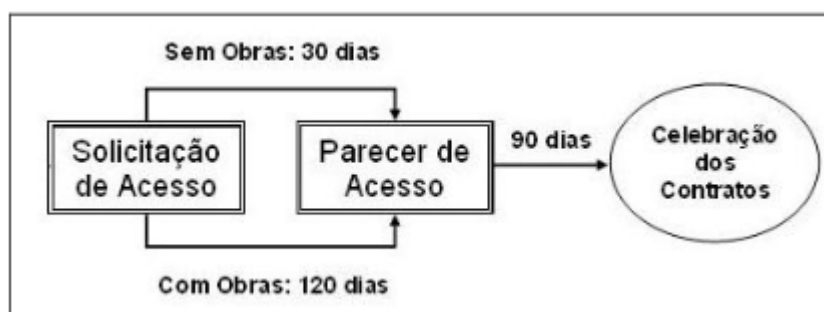 Sem Obras: 30 dias
Solicitação
de Acesso
Parecer de
Acesso
90 dias
Celebração
dos
Contratos
Com Obras: 120 dias